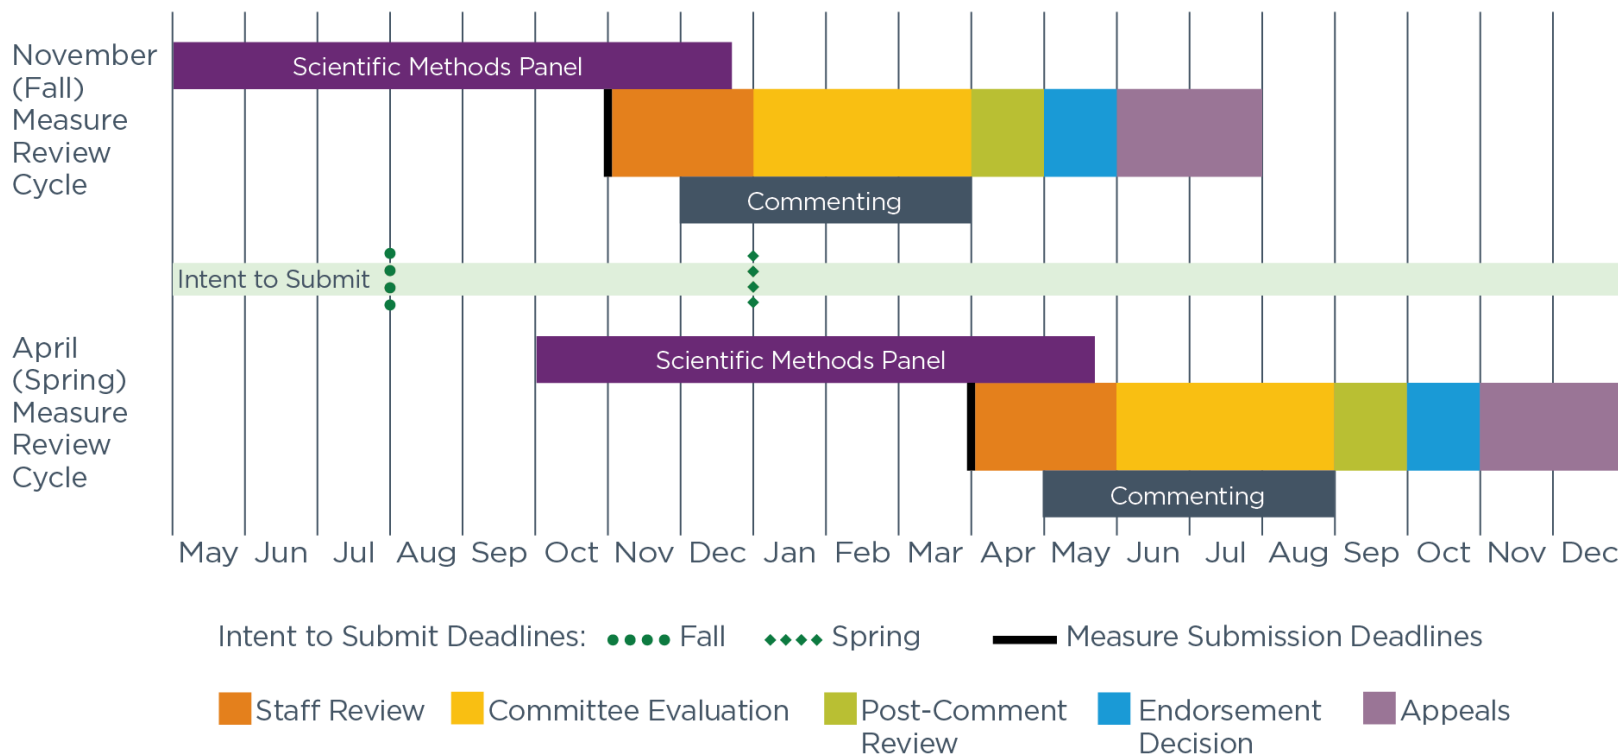 November
(Fall)
Measure
Review
Cycle
Scientific Methods Panel
Commenting
Intent to Submit
April
(Spring)
Measure
Review
Cycle
Scientific Methods Panel
Commenting
May Jun Jul Aug Sep Oct Nov Dec Jan Feb Mar Apr May Jun Jul Aug Sep Oct Nov Dec
Intent to Submit Deadlines: Fall Spring Measure Submission Deadlines
Staff Review
Committee Evaluation
Post-Comment
Review
Endorsement
Decision
Appeals